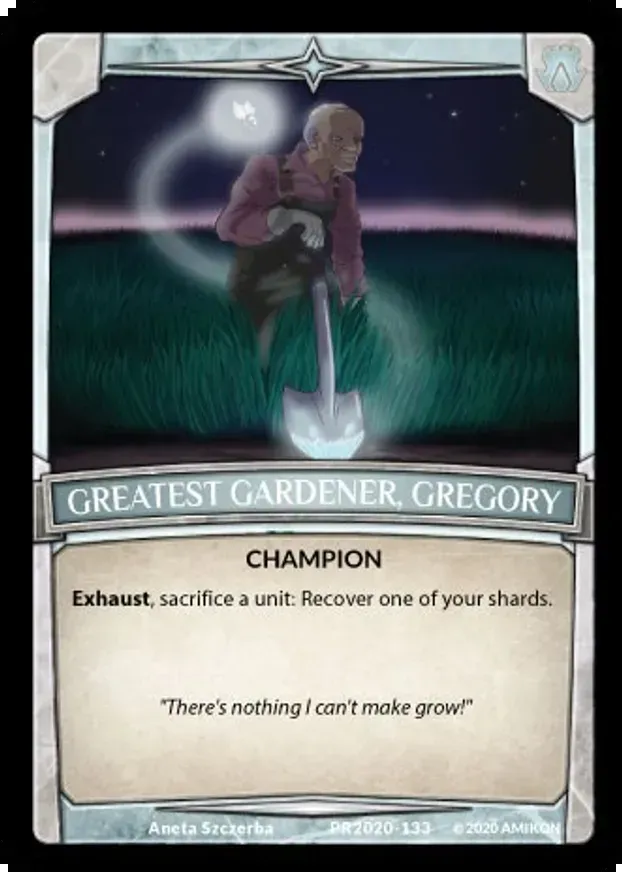 GREATEST GARDENER, GREGORY
CHAMPION
Exhaust, sacrifice a unit: Recover one of your shards.
"There's nothing I can't make grow!"
Aneta Szczerba PR2020-133 © 2020 AMIKON